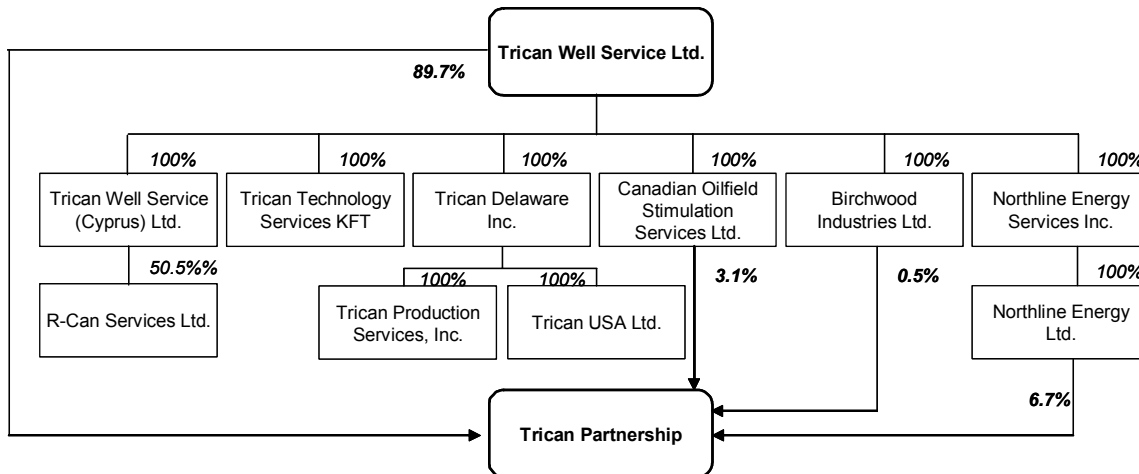 Trican Well Service Ltd.
89.7%
100%
100%
100%
100%
100%
100%
Trican Well Service
(Cyprus) Ltd.
Trican Technology
Services KFT
Trican Delaware
Inc.
Canadian Oilfield
Stimulation
Services Ltd.
Birchwood
Industries Ltd.
Northline Energy
Services Inc.
50.5%%
100%
100%
3.1%
0.5%
100%
R-Can Services Ltd.
Trican Production
Services, Inc.
Trican USA Ltd.
Northline Energy
Ltd.
6.7%
Trican Partnership